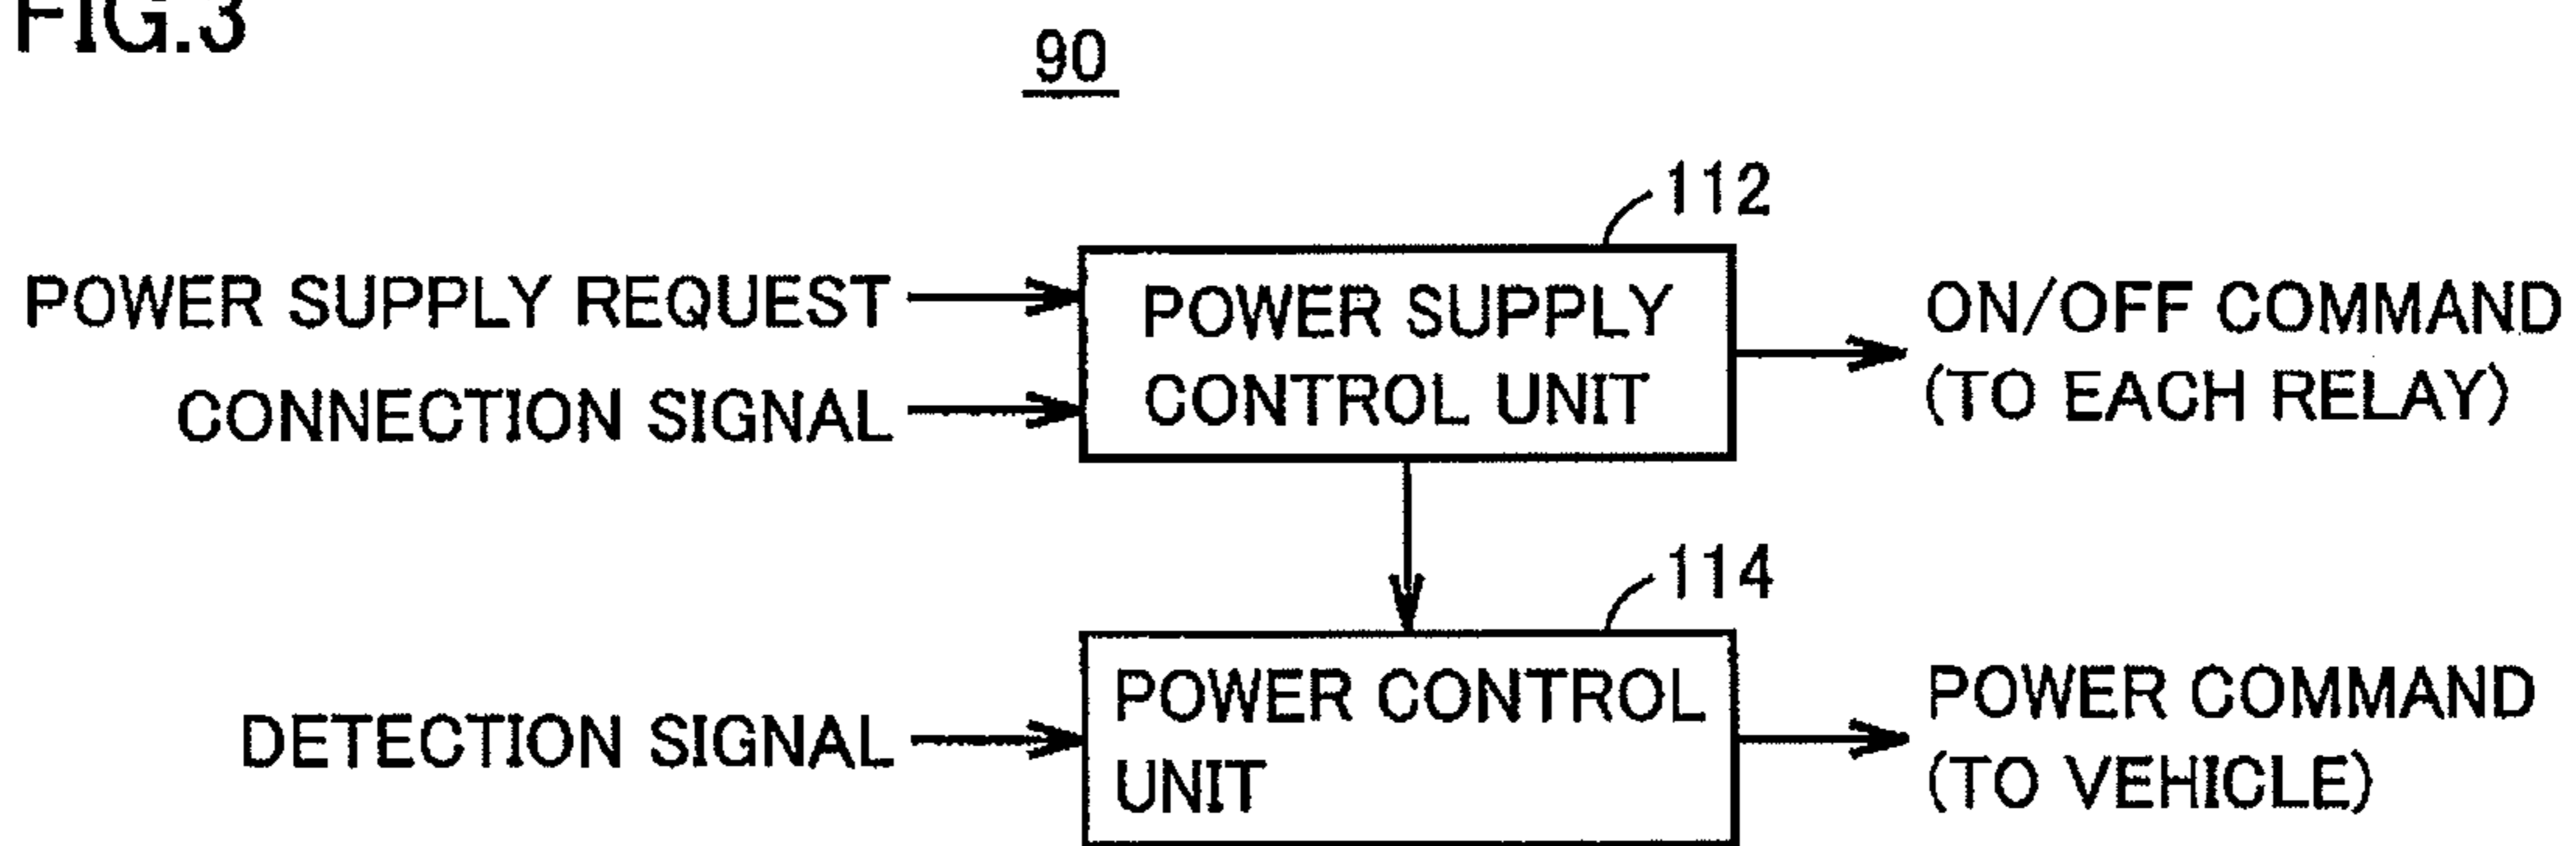 FIG.3
90
112
POWER SUPPLY REQUEST
CONNECTION SIGNAL
POWER SUPPLY
CONTROL UNIT
ON/OFF COMMAND
(TO EACH RELAY)
114
DETECTION SIGNAL
POWER CONTROL
UNIT
POWER COMMAND
(TO VEHICLE)